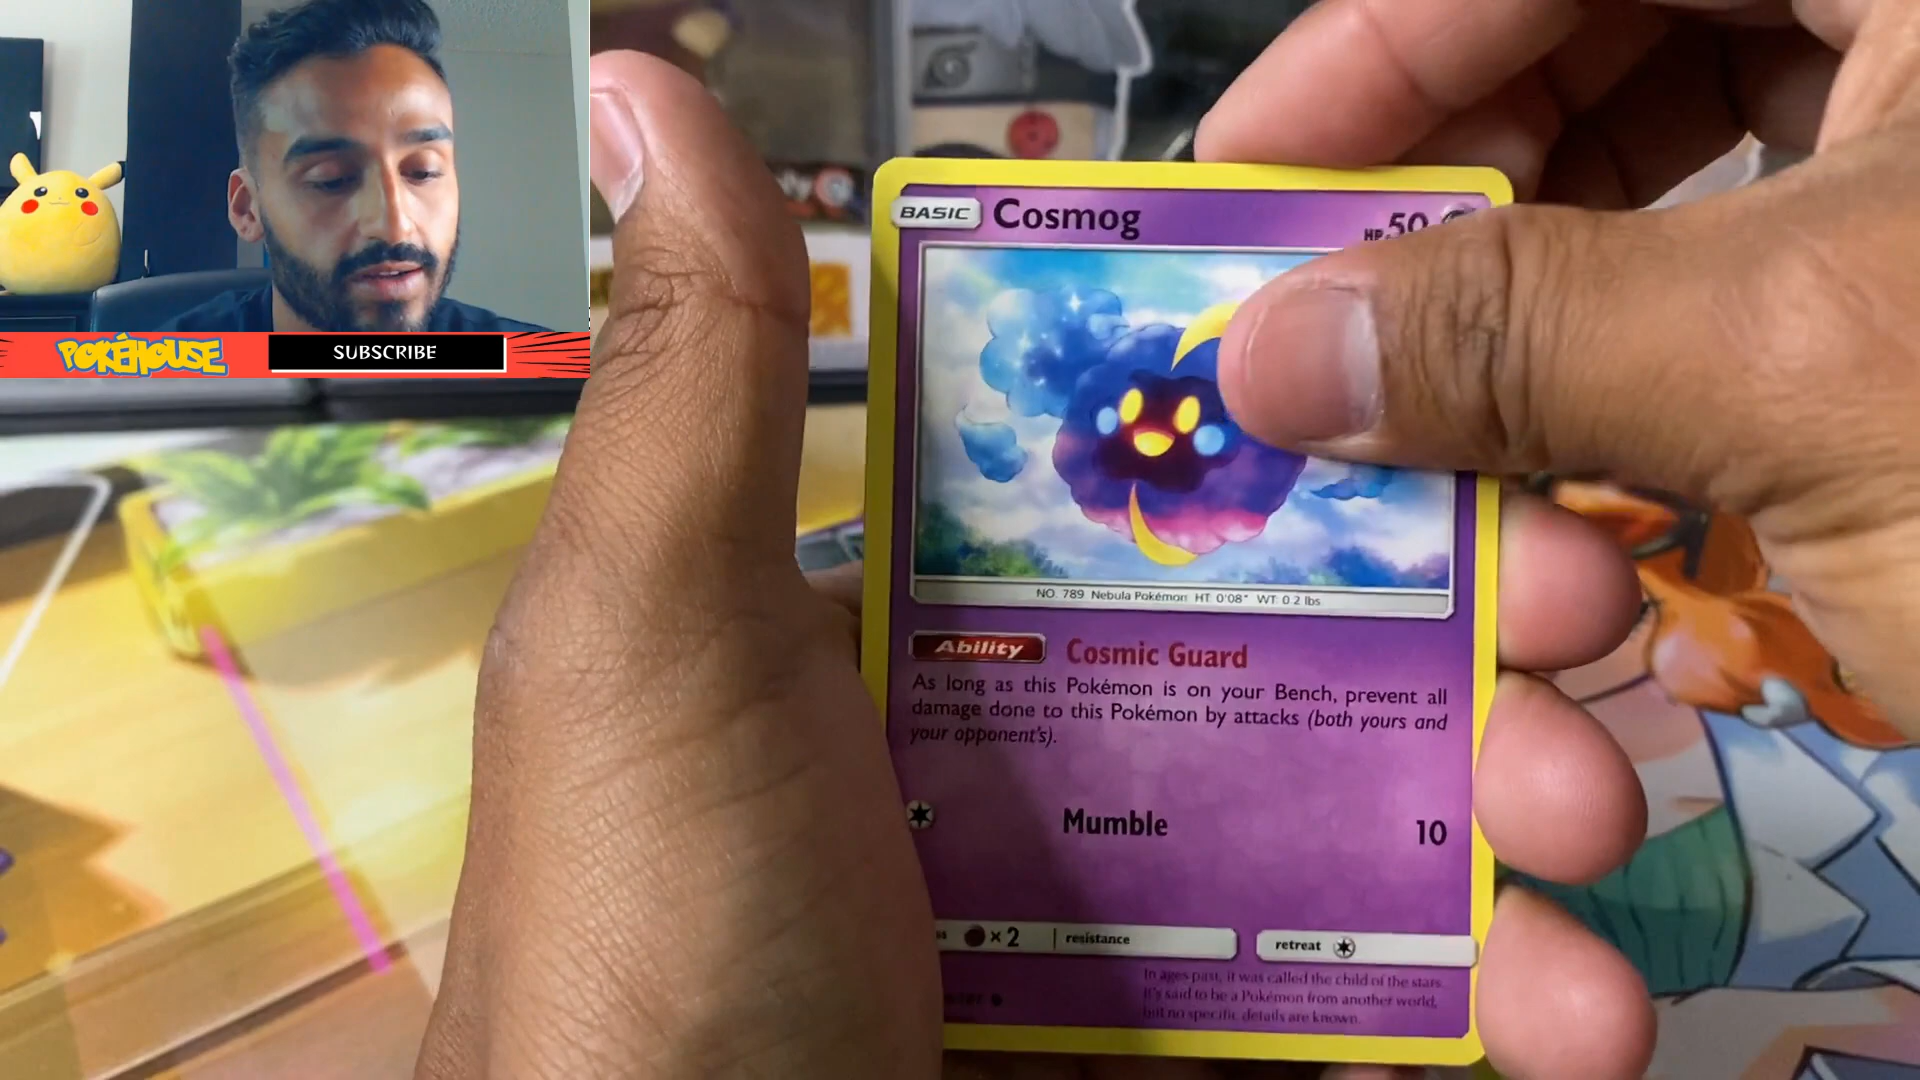 POKÉHOUSE
SUBSCRIBE
BASIC Cosmog HP 50
NO. 789 Nebula Pokémon HT: 0'08" WT: 0.2 lbs
Ability Cosmic Guard
As long as this Pokémon is on your Bench, prevent all
damage done to this Pokémon by attacks (both yours and
your opponent's).
Mumble 10
×2 resistance retreat
In ages past, it was called the child of the stars.
It's said to be a Pokémon from another world,
but no specific details are known.